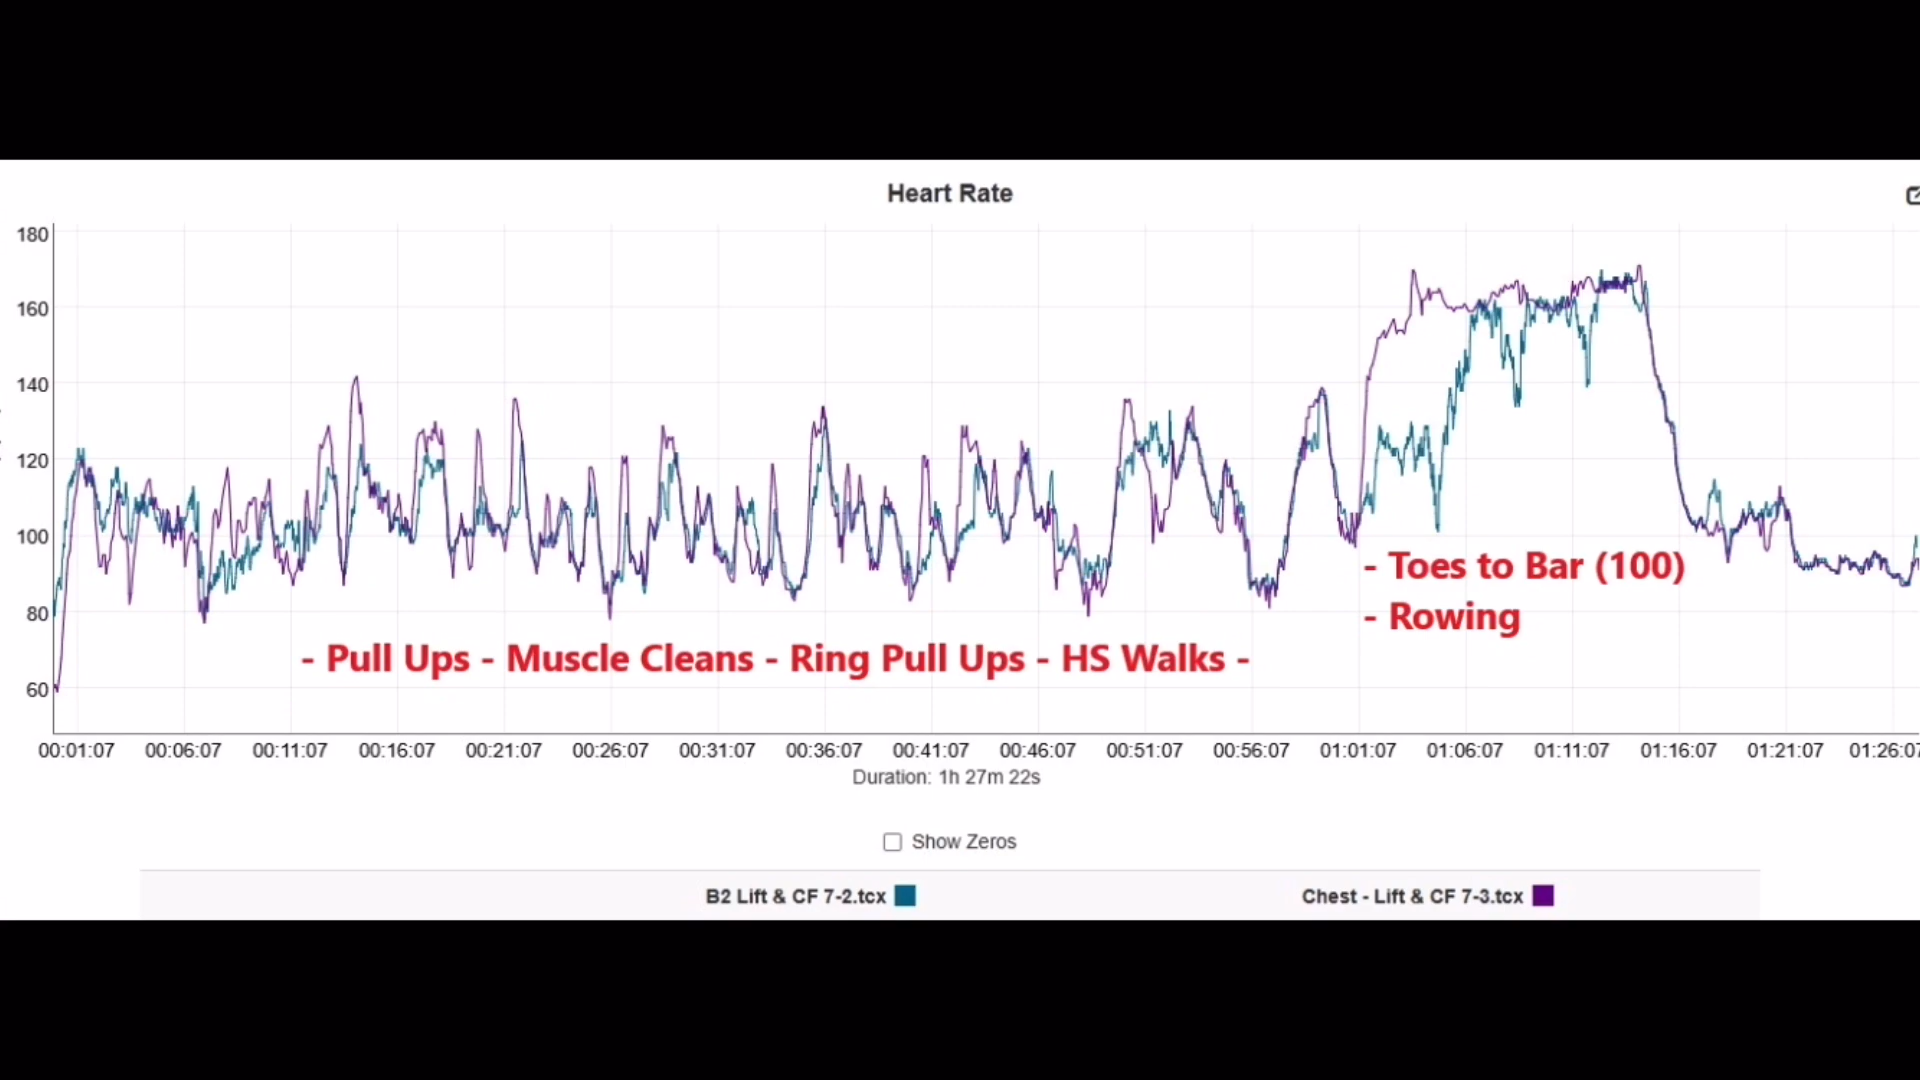 Heart Rate
180
160
140
120
100
80
60
- Toes to Bar (100)
- Rowing
- Pull Ups - Muscle Cleans - Ring Pull Ups - HS Walks -
00:01:07 00:06:07 00:11:07 00:16:07 00:21:07 00:26:07 00:31:07 00:36:07 00:41:07 00:46:07 00:51:07 00:56:07 01:01:07 01:06:07 01:11:07 01:16:07 01:21:07 01:26:07
Duration: 1h 27m 22s
Show Zeros
B2 Lift & CF 7-2.tcx Chest - Lift & CF 7-3.tcx